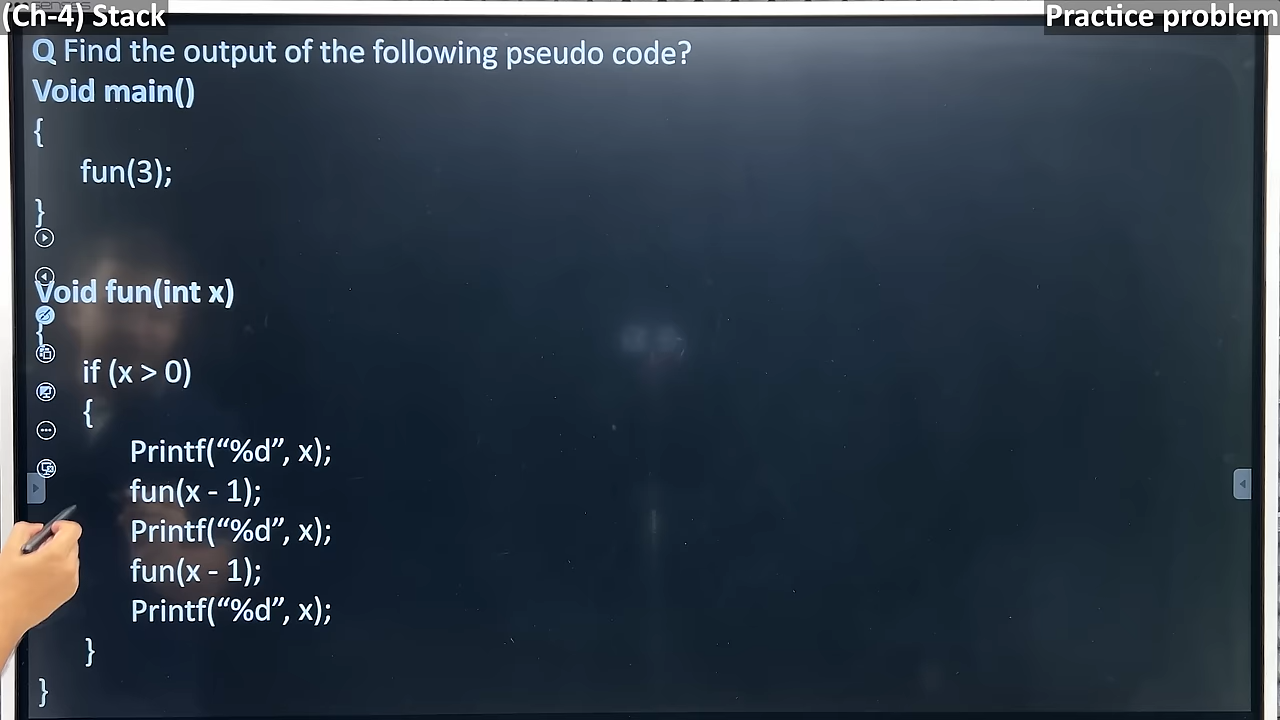 (Ch-4) Stack
Practice problem
Q Find the output of the following pseudo code?
Void main()
{
fun(3);
}
Void fun(int x)
{
if (x > 0)
{
Printf(“%d”, x);
fun(x - 1);
Printf(“%d”, x);
fun(x - 1);
Printf(“%d”, x);
}
}